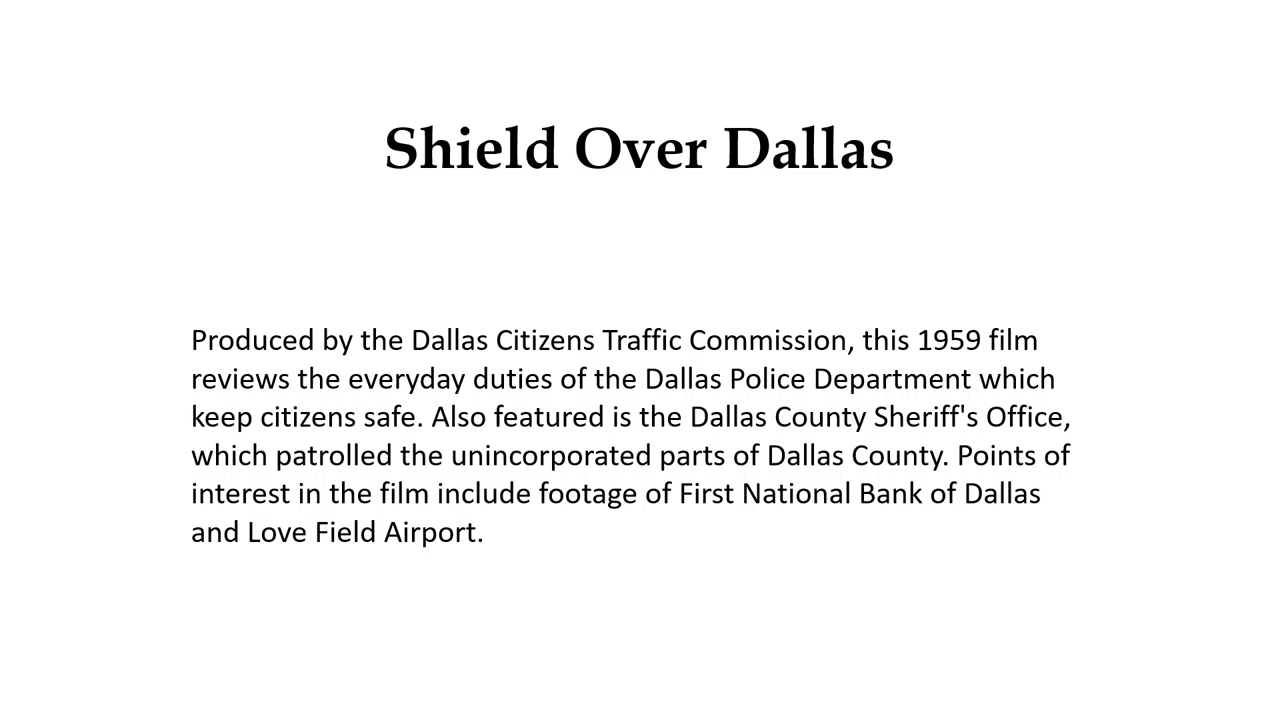 Shield Over Dallas
Produced by the Dallas Citizens Traffic Commission, this 1959 film
reviews the everyday duties of the Dallas Police Department which
keep citizens safe. Also featured is the Dallas County Sheriff's Office,
which patrolled the unincorporated parts of Dallas County. Points of
interest in the film include footage of First National Bank of Dallas
and Love Field Airport.